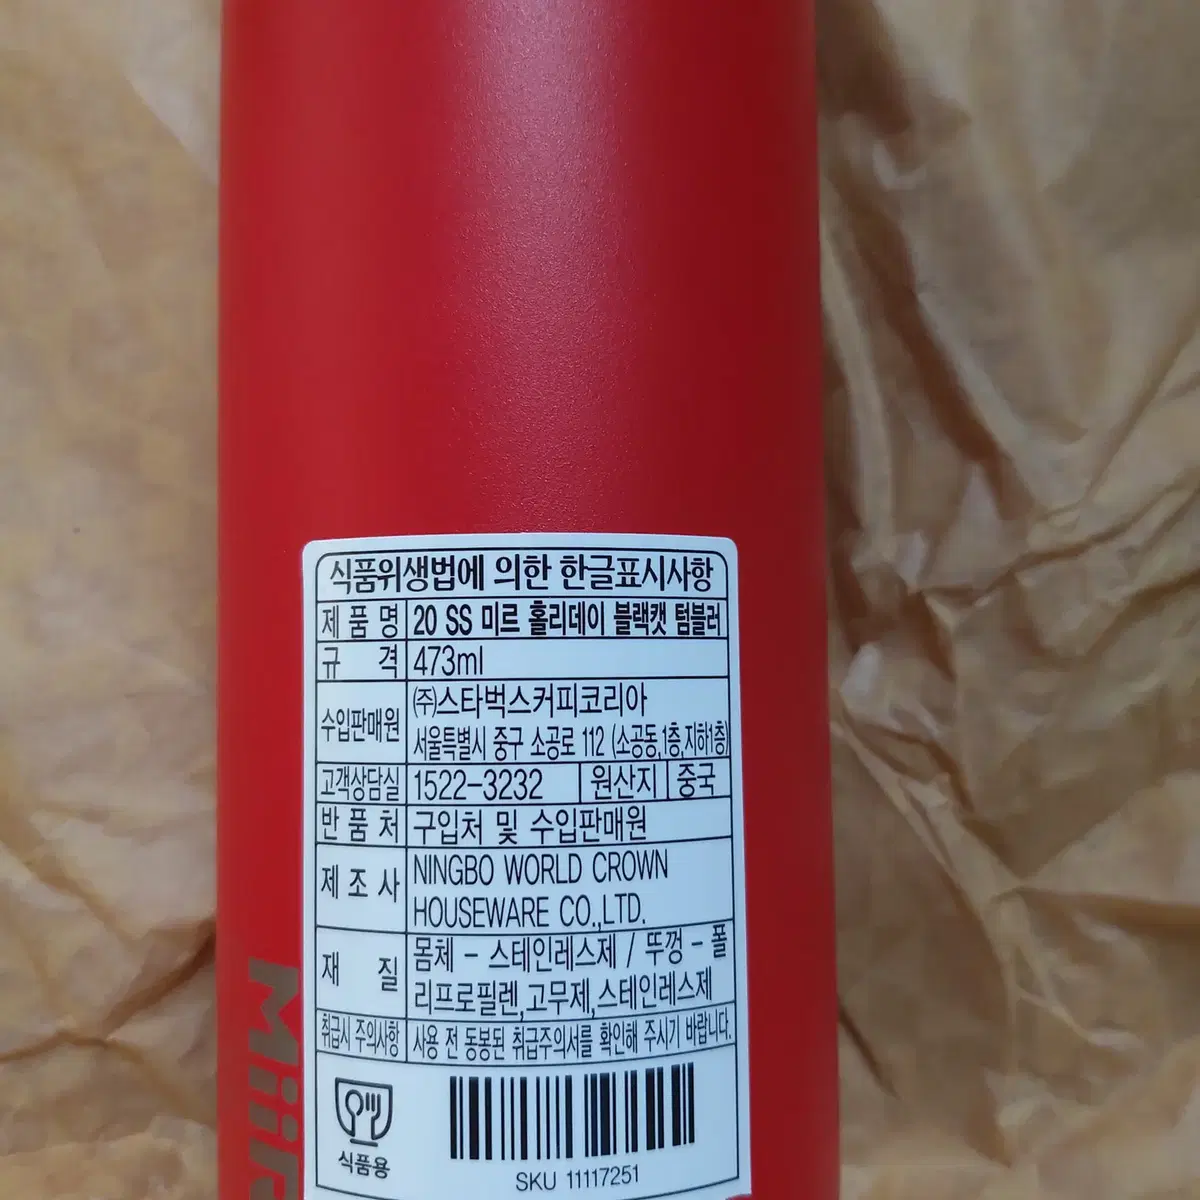 식품위생법에 의한 한글표시사항
제 품 명 20 SS 미르 홀리데이 블랙캣 텀블러
규 격 473ml
수입판매원 ㈜스타벅스커피코리아
서울특별시 중구 소공로 112 (소공동,1층,지하1층)
고객상담실 1522-3232 원산지 중국
반 품 처 구입처 및 수입판매원
제 조 사 NINGBO WORLD CROWN
HOUSEWARE CO.,LTD.
재 질 몸체 - 스테인레스제 / 뚜껑 - 폴
리프로필렌,고무제,스테인레스제
취급시 주의사항 사용 전 동봉된 취급주의서를 확인해 주시기 바랍니다.
식품용
SKU 11117251
MiiR